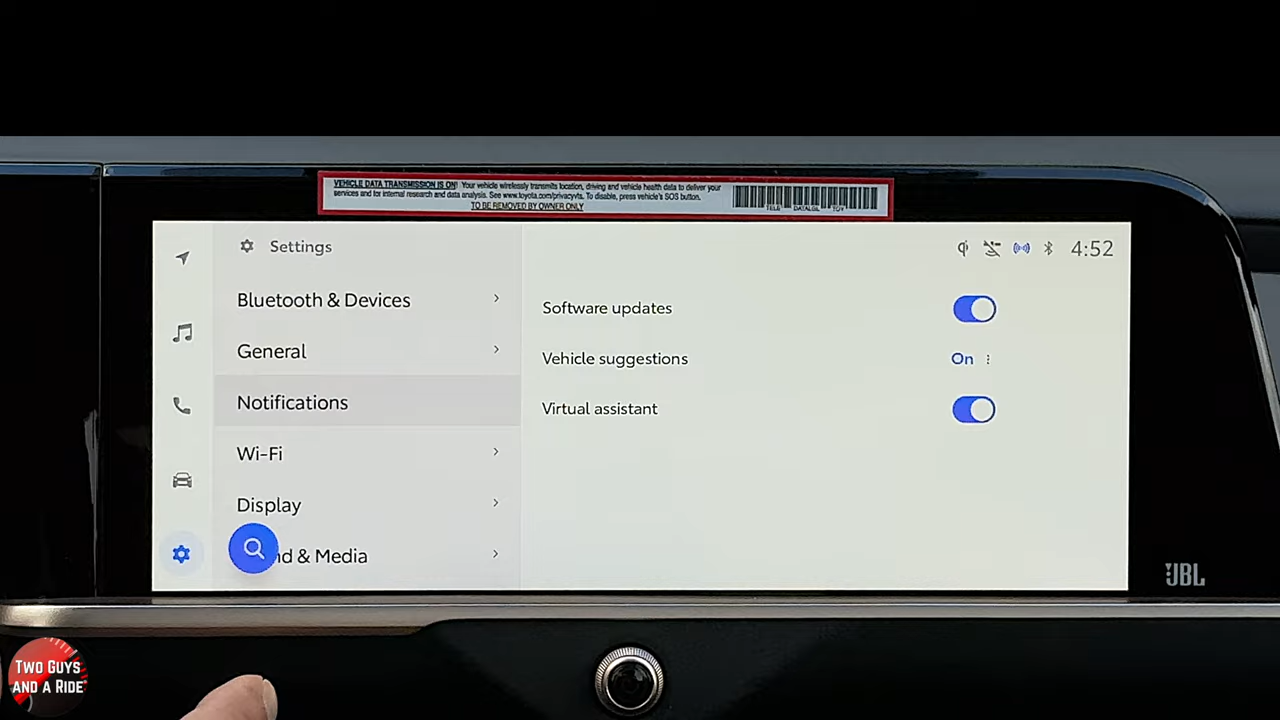 VEHICLE DATA TRANSMISSION IS ON! Your vehicle wirelessly transmits location, driving and vehicle health data to deliver your
services and for internal research and data analysis. See www.toyota.com/privacyvts. To disable, press vehicle's SOS button.
TO BE REMOVED BY OWNER ONLY
TELE DATALGL TOY
Settings
4:52
Bluetooth & Devices
General
Notifications
Wi-Fi
Display
nd & Media
Software updates
Vehicle suggestions On
Virtual assistant
JBL
TWO GUYS
AND A RIDE